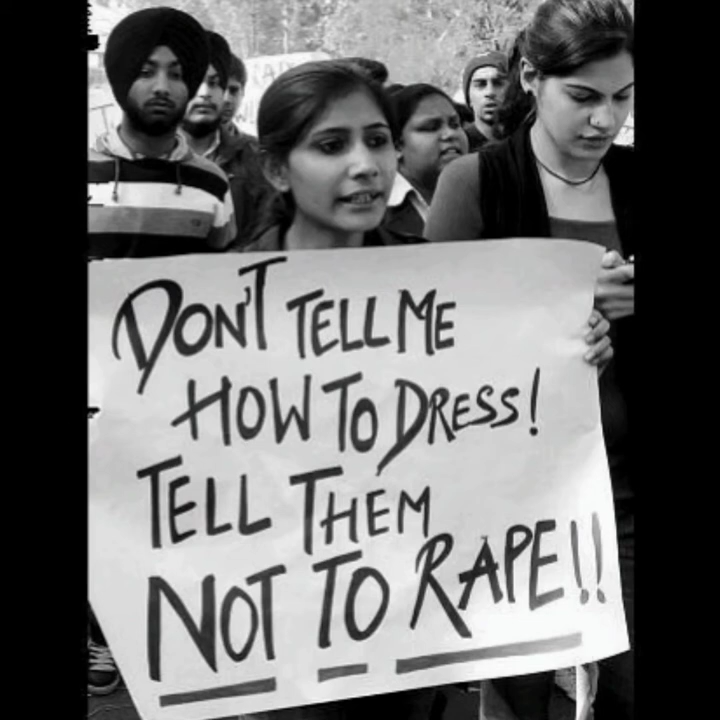 DON'T TELL ME
HOW TO DRESS!
TELL THEM
NOT TO RAPE!!